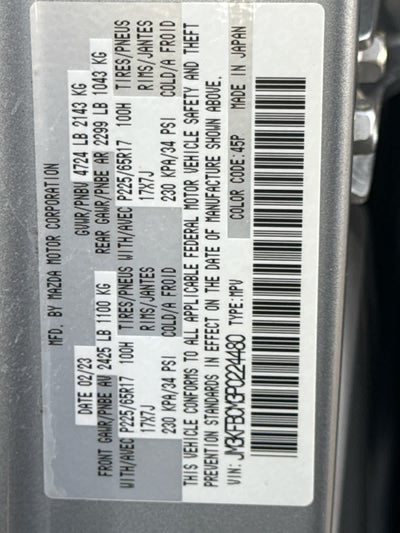 MFD. BY MAZDA MOTOR CORPORATION
DATE 02/23 GVWR/PNBV 4724 LB 2143 KG
FRONT GAWR/PNBE AV 2425 LB 1100 KG REAR GAWR/PNBE AR 2299 LB 1043 KG
WITH/AVEC P225/65R17 100H TIRES/PNEUS WITH/AVEC P225/65R17 100H TIRES/PNEUS
17X7J RIMS/JANTES 17X7J RIMS/JANTES
230 KPA/34 PSI COLD/A FROID 230 KPA/34 PSI COLD/A FROID
THIS VEHICLE CONFORMS TO ALL APPLICABLE FEDERAL MOTOR VEHICLE SAFETY AND THEFT
PREVENTION STANDARDS IN EFFECT ON THE DATE OF MANUFACTURE SHOWN ABOVE.
VIN: JM3KFBCM3P0224480 TYPE:MPV COLOR CODE:45P MADE IN JAPAN